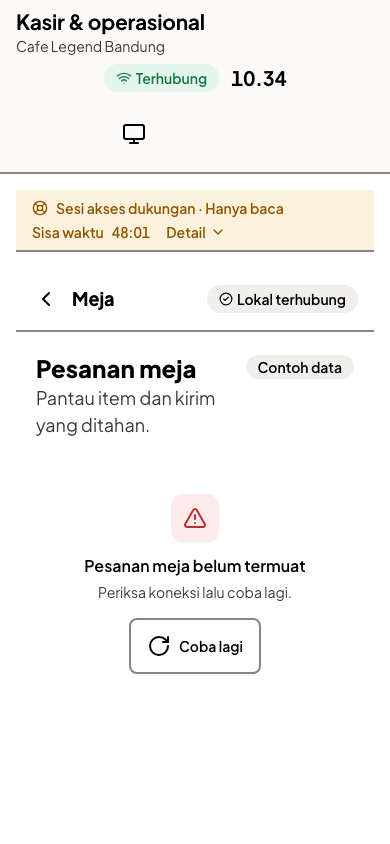 Kasir & operasional
Cafe Legend Bandung
Terhubung 10.34
Sesi akses dukungan · Hanya baca
Sisa waktu 48:01 Detail
Meja
Lokal terhubung
Pesanan meja
Contoh data
Pantau item dan kirim
yang ditahan.
Pesanan meja belum termuat
Periksa koneksi lalu coba lagi.
Coba lagi